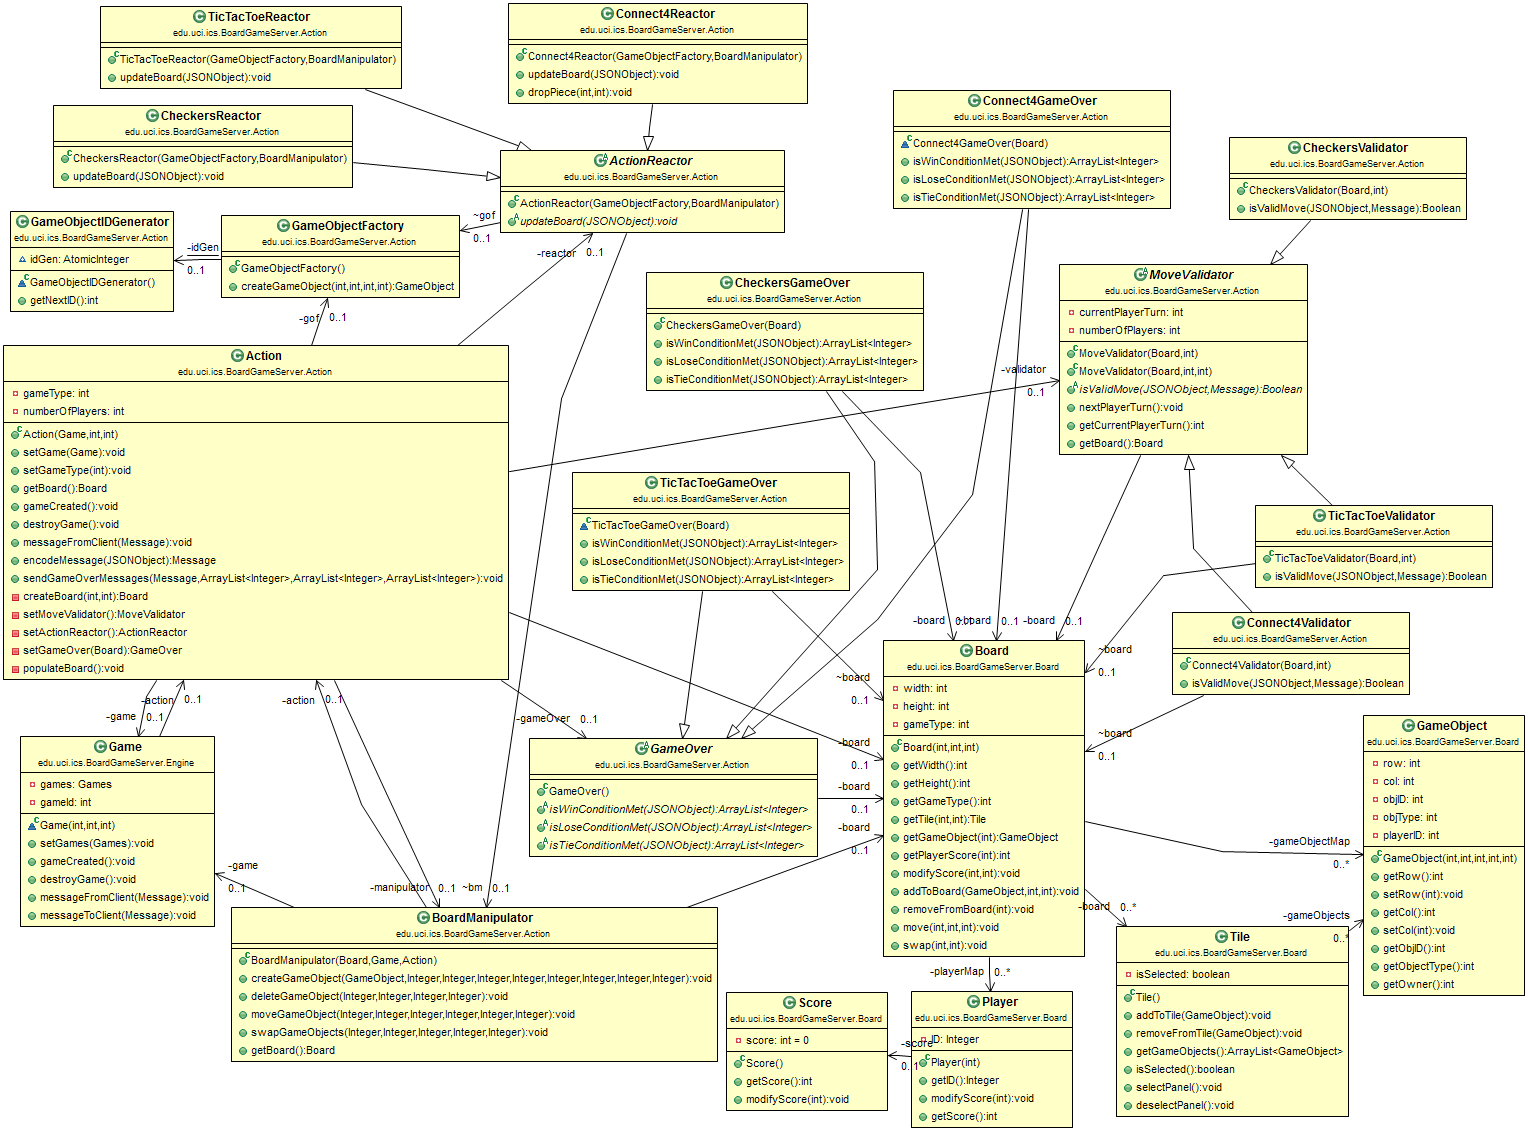 TicTacToeReactor
edu.uci.ics.BoardGameServer.Action
TicTacToeReactor(GameObjectFactory,BoardManipulator)
updateBoard(JSONObject):void
Connect4Reactor
edu.uci.ics.BoardGameServer.Action
Connect4Reactor(GameObjectFactory,BoardManipulator)
updateBoard(JSONObject):void
dropPiece(int,int):void
CheckersReactor
edu.uci.ics.BoardGameServer.Action
CheckersReactor(GameObjectFactory,BoardManipulator)
updateBoard(JSONObject):void
ActionReactor
edu.uci.ics.BoardGameServer.Action
ActionReactor(GameObjectFactory,BoardManipulator)
updateBoard(JSONObject):void
Connect4GameOver
edu.uci.ics.BoardGameServer.Action
Connect4GameOver(Board)
isWinConditionMet(JSONObject):ArrayList<Integer>
isLoseConditionMet(JSONObject):ArrayList<Integer>
isTieConditionMet(JSONObject):ArrayList<Integer>
CheckersValidator
edu.uci.ics.BoardGameServer.Action
CheckersValidator(Board,int)
isValidMove(JSONObject,Message):Boolean
GameObjectIDGenerator
edu.uci.ics.BoardGameServer.Action
idGen: AtomicInteger
GameObjectIDGenerator()
getNextID():int
-idGen
0..1
GameObjectFactory
edu.uci.ics.BoardGameServer.Action
GameObjectFactory()
createGameObject(int,int,int,int):GameObject
~gof
0..1
-reactor
0..1
-gof
0..1
MoveValidator
edu.uci.ics.BoardGameServer.Action
currentPlayerTurn: int
numberOfPlayers: int
MoveValidator(Board,int)
MoveValidator(Board,int,int)
isValidMove(JSONObject,Message):Boolean
nextPlayerTurn():void
getCurrentPlayerTurn():int
getBoard():Board
CheckersGameOver
edu.uci.ics.BoardGameServer.Action
CheckersGameOver(Board)
isWinConditionMet(JSONObject):ArrayList<Integer>
isLoseConditionMet(JSONObject):ArrayList<Integer>
isTieConditionMet(JSONObject):ArrayList<Integer>
-validator
0..1
Action
edu.uci.ics.BoardGameServer.Action
gameType: int
numberOfPlayers: int
Action(Game,int,int)
setGame(Game):void
setGameType(int):void
getBoard():Board
gameCreated():void
destroyGame():void
messageFromClient(Message):void
encodeMessage(JSONObject):Message
sendGameOverMessages(Message,ArrayList<Integer>,ArrayList<Integer>,ArrayList<Integer>):void
createBoard(int,int):Board
setMoveValidator():MoveValidator
setActionReactor():ActionReactor
setGameOver(Board):GameOver
populateBoard():void
TicTacToeGameOver
edu.uci.ics.BoardGameServer.Action
TicTacToeGameOver(Board)
isWinConditionMet(JSONObject):ArrayList<Integer>
isLoseConditionMet(JSONObject):ArrayList<Integer>
isTieConditionMet(JSONObject):ArrayList<Integer>
TicTacToeValidator
edu.uci.ics.BoardGameServer.Action
TicTacToeValidator(Board,int)
isValidMove(JSONObject,Message):Boolean
Connect4Validator
edu.uci.ics.BoardGameServer.Action
Connect4Validator(Board,int)
isValidMove(JSONObject,Message):Boolean
-board
0..1
~board
0..1
-board
0..1
~board
0..1
~board
0..1
~board
0..1
-board
0..1
-board
0..1
-board
0..1
Board
edu.uci.ics.BoardGameServer.Board
width: int
height: int
gameType: int
Board(int,int,int)
getWidth():int
getHeight():int
getGameType():int
getTile(int,int):Tile
getGameObject(int):GameObject
getPlayerScore(int):int
modifyScore(int,int):void
addToBoard(GameObject,int,int):void
removeFromBoard(int):void
move(int,int,int):void
swap(int,int):void
-action
0..1
-game
0..1
-action
0..1
-gameOver
0..1
Game
edu.uci.ics.BoardGameServer.Engine
games: Games
gameId: int
Game(int,int,int)
setGames(Games):void
gameCreated():void
destroyGame():void
messageFromClient(Message):void
messageToClient(Message):void
-game
0..1
GameOver
edu.uci.ics.BoardGameServer.Action
GameOver()
isWinConditionMet(JSONObject):ArrayList<Integer>
isLoseConditionMet(JSONObject):ArrayList<Integer>
isTieConditionMet(JSONObject):ArrayList<Integer>
-manipulator
0..1
~bm
0..1
BoardManipulator
edu.uci.ics.BoardGameServer.Action
BoardManipulator(Board,Game,Action)
createGameObject(GameObject,Integer,Integer,Integer,Integer,Integer,Integer,Integer):void
deleteGameObject(Integer,Integer,Integer,Integer):void
moveGameObject(Integer,Integer,Integer,Integer,Integer,Integer):void
swapGameObjects(Integer,Integer,Integer,Integer,Integer):void
getBoard():Board
GameObject
edu.uci.ics.BoardGameServer.Board
row: int
col: int
objID: int
objType: int
playerID: int
GameObject(int,int,int,int,int)
getRow():int
setRow(int):void
getCol():int
setCol(int):void
getObjID():int
getObjectType():int
getOwner():int
-gameObjectMap
0..*
-board
0..*
-gameObjects
0..*
Tile
edu.uci.ics.BoardGameServer.Board
isSelected: boolean
Tile()
addToTile(GameObject):void
removeFromTile(GameObject):void
getGameObjects():ArrayList<GameObject>
isSelected():boolean
selectPanel():void
deselectPanel():void
-playerMap
0..*
Score
edu.uci.ics.BoardGameServer.Board
score: int = 0
Score()
getScore():int
modifyScore(int):void
-score
0..1
Player
edu.uci.ics.BoardGameServer.Board
ID: Integer
Player(int)
getID():Integer
modifyScore(int):void
getScore():int